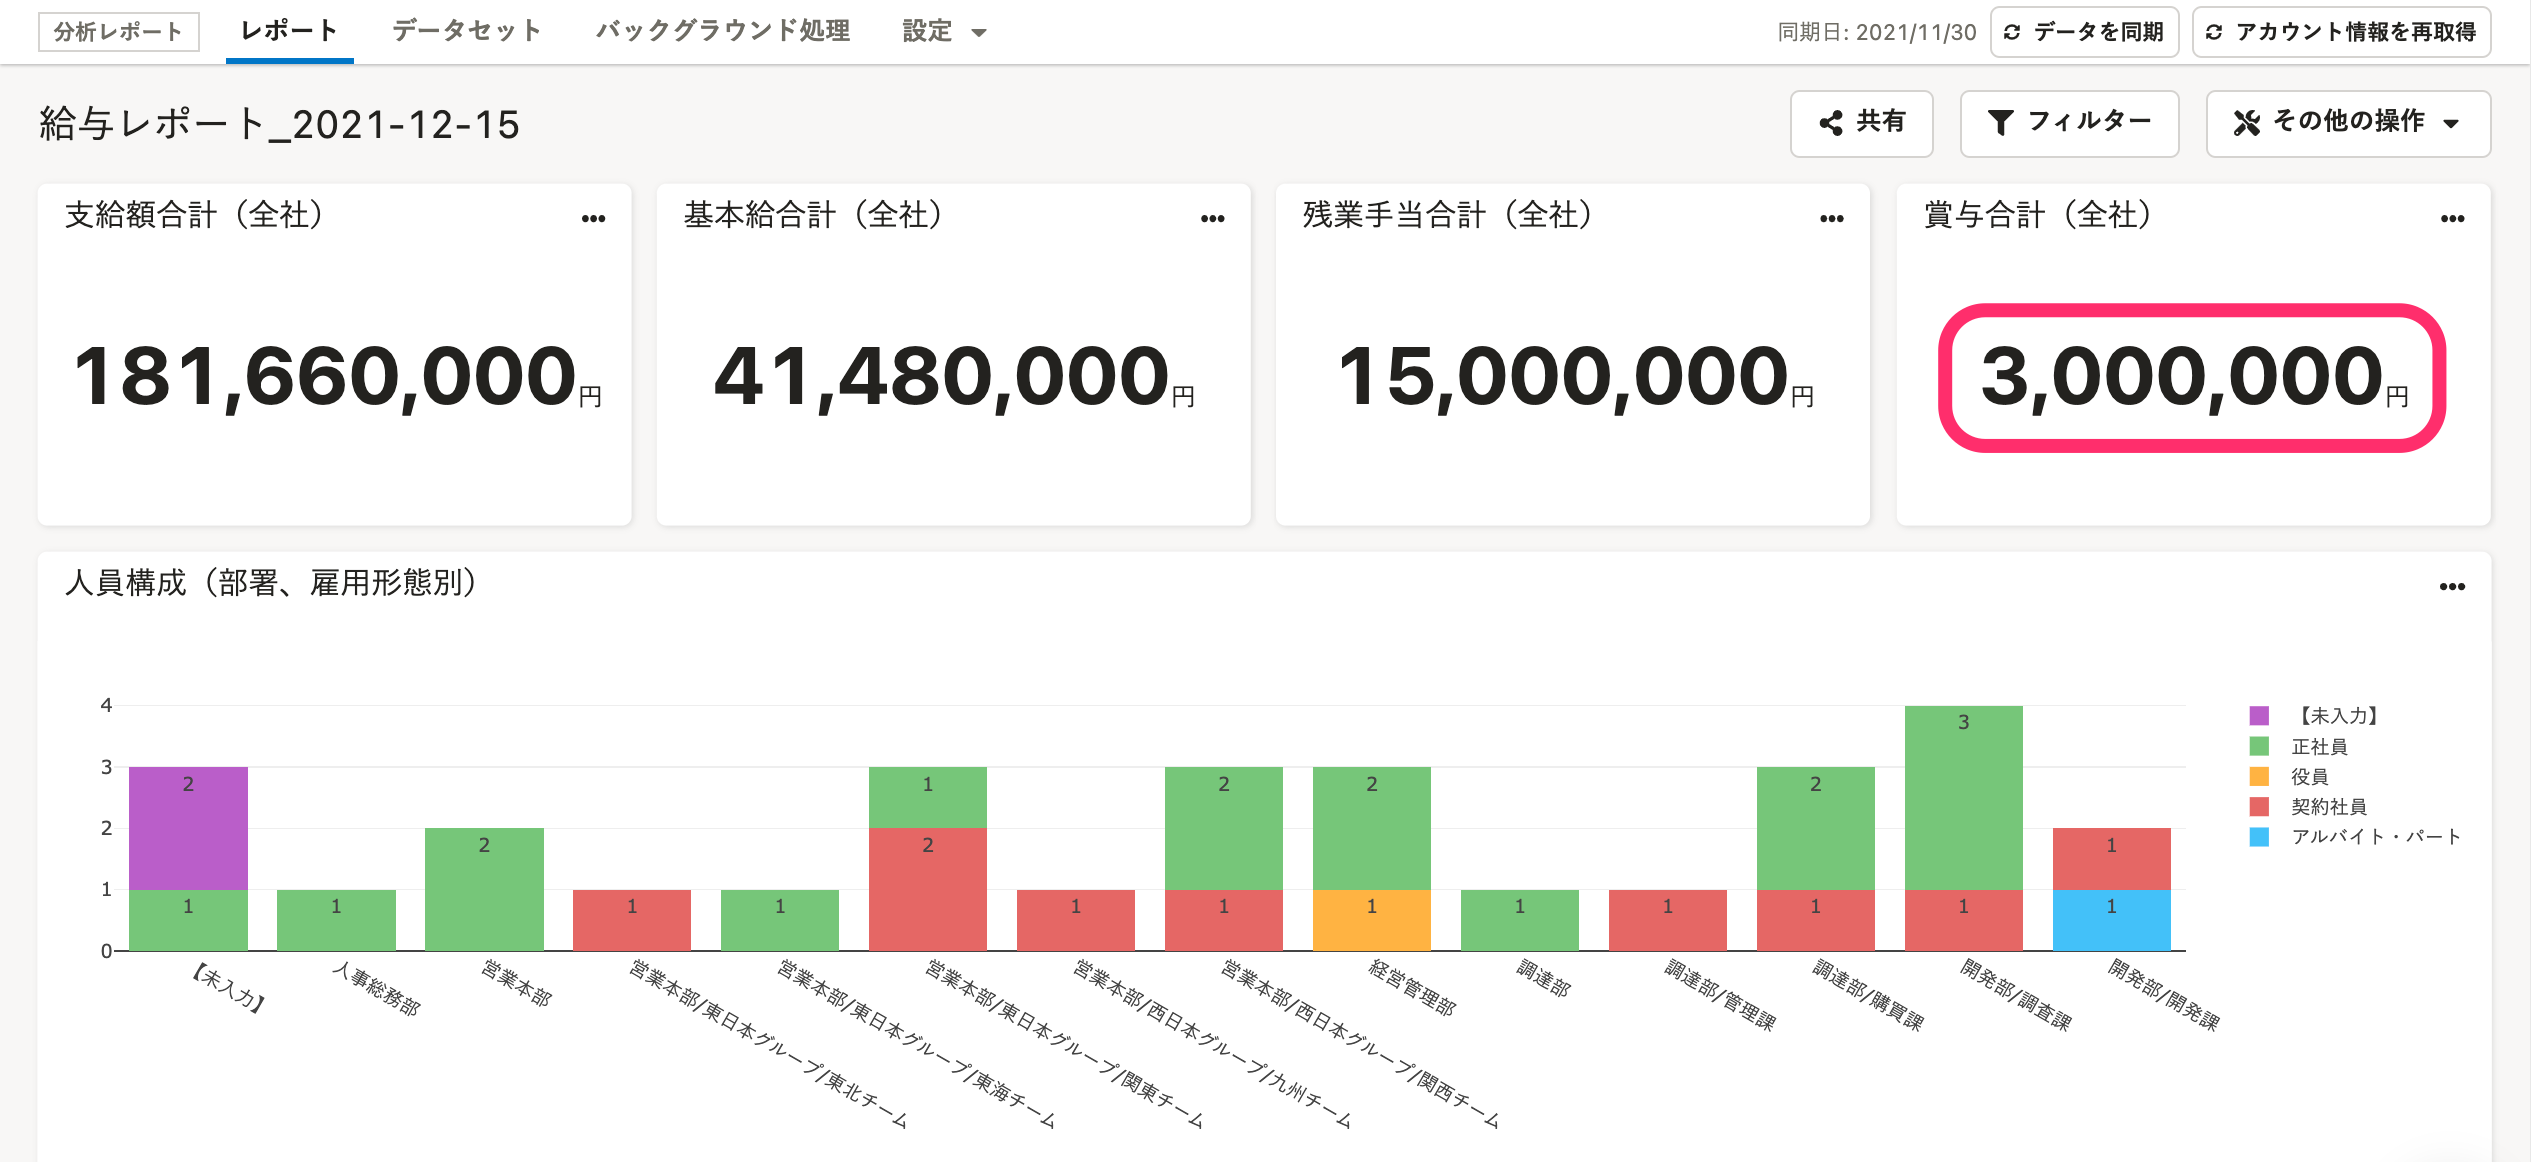 分析レポート レポート データセット バックグラウンド処理 設定 同期日: 2021/11/30 データを同期 アカウント情報を再取得
給与レポート_2021-12-15 共有 フィルター その他の操作
支給額合計（全社） 基本給合計（全社） 残業手当合計（全社） 賞与合計（全社）
181,660,000円 41,480,000円 15,000,000円 3,000,000円
人員構成（部署、雇用形態別）
4
3
2
1
0
2
1
1
2
1
1
1
2
1
2
1
2
1
1
1
2
1
3
1
1
1
【未入力】
人事総務部
営業本部
営業本部/東日本グループ/東北チーム
営業本部/東日本グループ/東海チーム
営業本部/東日本グループ/関東チーム
営業本部/西日本グループ/九州チーム
営業本部/西日本グループ/関西チーム
経営管理部
調達部
調達部/管理課
調達部/購買課
開発部/調査課
開発部/開発課
【未入力】
正社員
役員
契約社員
アルバイト・パート